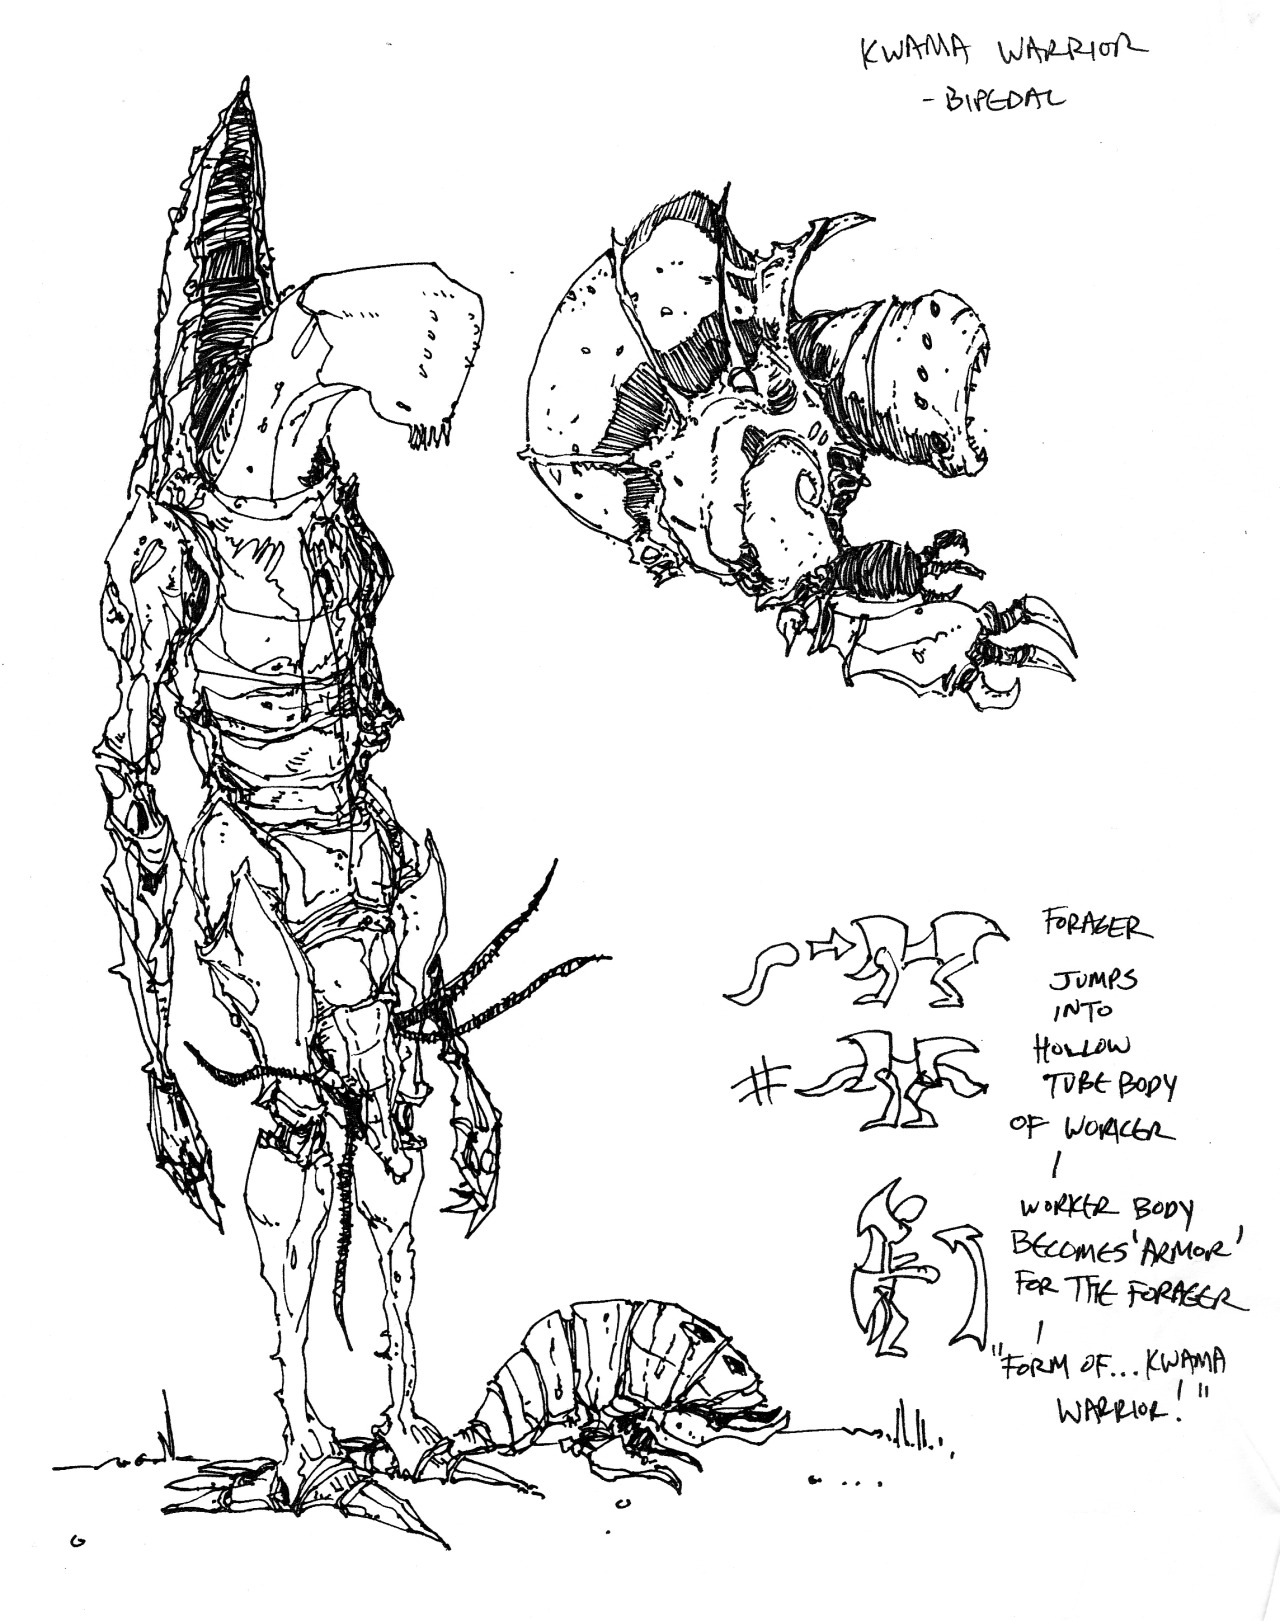 KWAMA WARRIOR
- BIPEDAL
FORAGER
JUMPS
INTO
HOLLOW
TUBE BODY
OF WORKER
WORKER BODY
BECOMES 'ARMOR'
FOR THE FORAGER
"FORM OF... KWAMA
WARRIOR!"